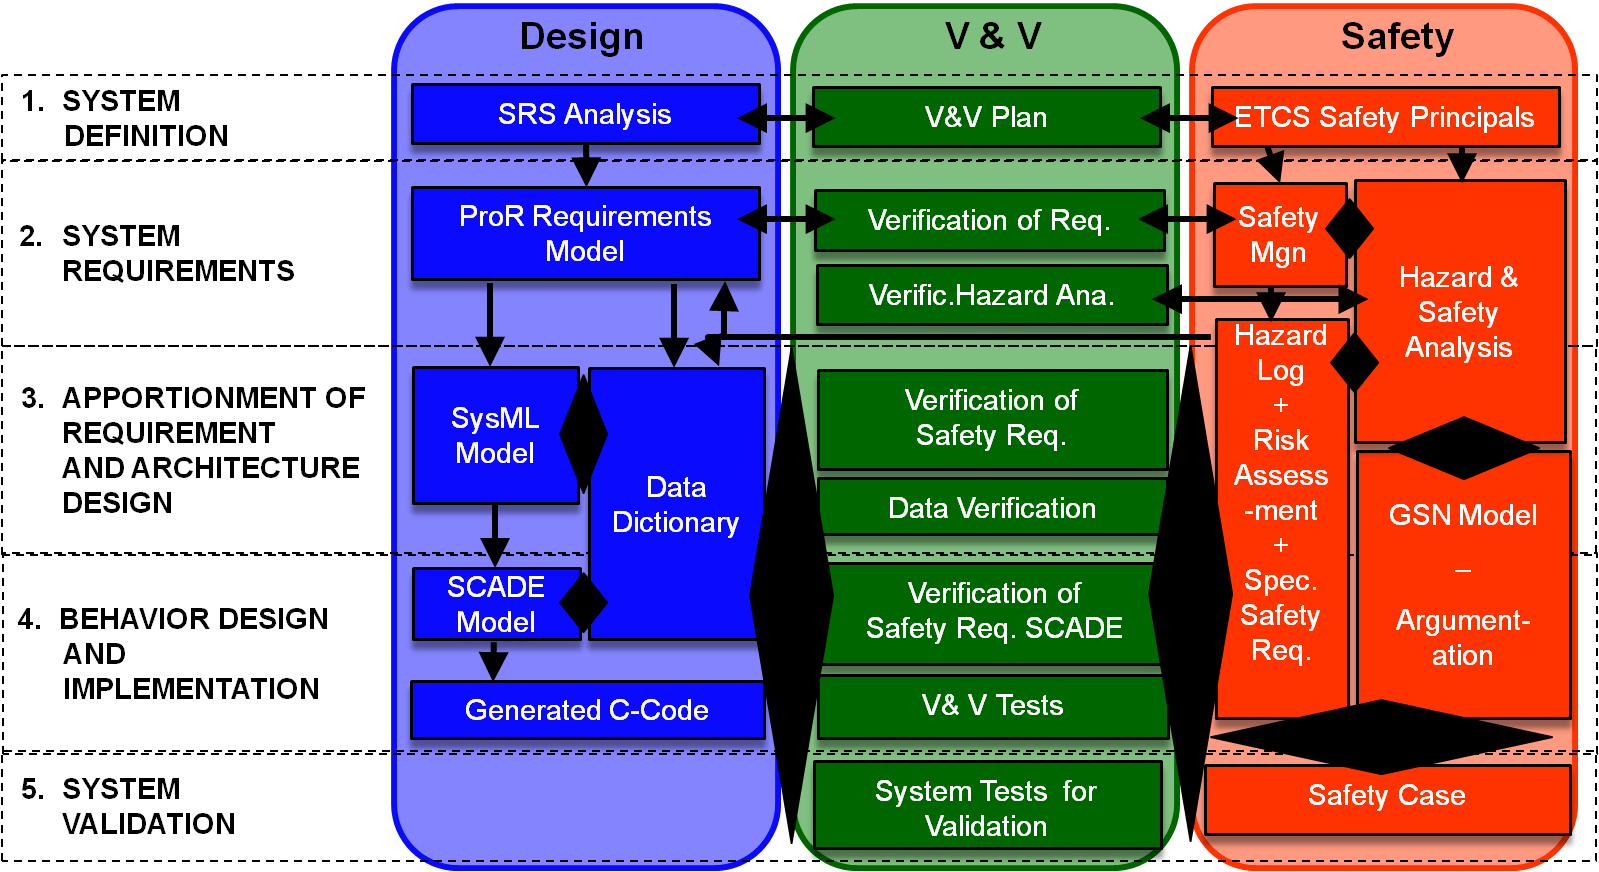 Design
V & V
Safety
1. SYSTEM
DEFINITION
SRS Analysis
V&V Plan
ETCS Safety Principals
2. SYSTEM
REQUIREMENTS
ProR Requirements
Model
Verification of Req.
Verific.Hazard Ana.
Safety
Mgn
Hazard &
Safety
Analysis
3. APPORTIONMENT OF
REQUIREMENT
AND ARCHITECTURE
DESIGN
SysML
Model
Data
Dictionary
Verification of
Safety Req.
Data Verification
Hazard
Log
+
Risk
Assess
-ment
+
Spec.
Safety
Req.
GSN Model
–
Argument-
ation
4. BEHAVIOR DESIGN
AND
IMPLEMENTATION
SCADE
Model
Generated C-Code
Verification of
Safety Req. SCADE
V& V Tests
5. SYSTEM
VALIDATION
System Tests for
Validation
Safety Case